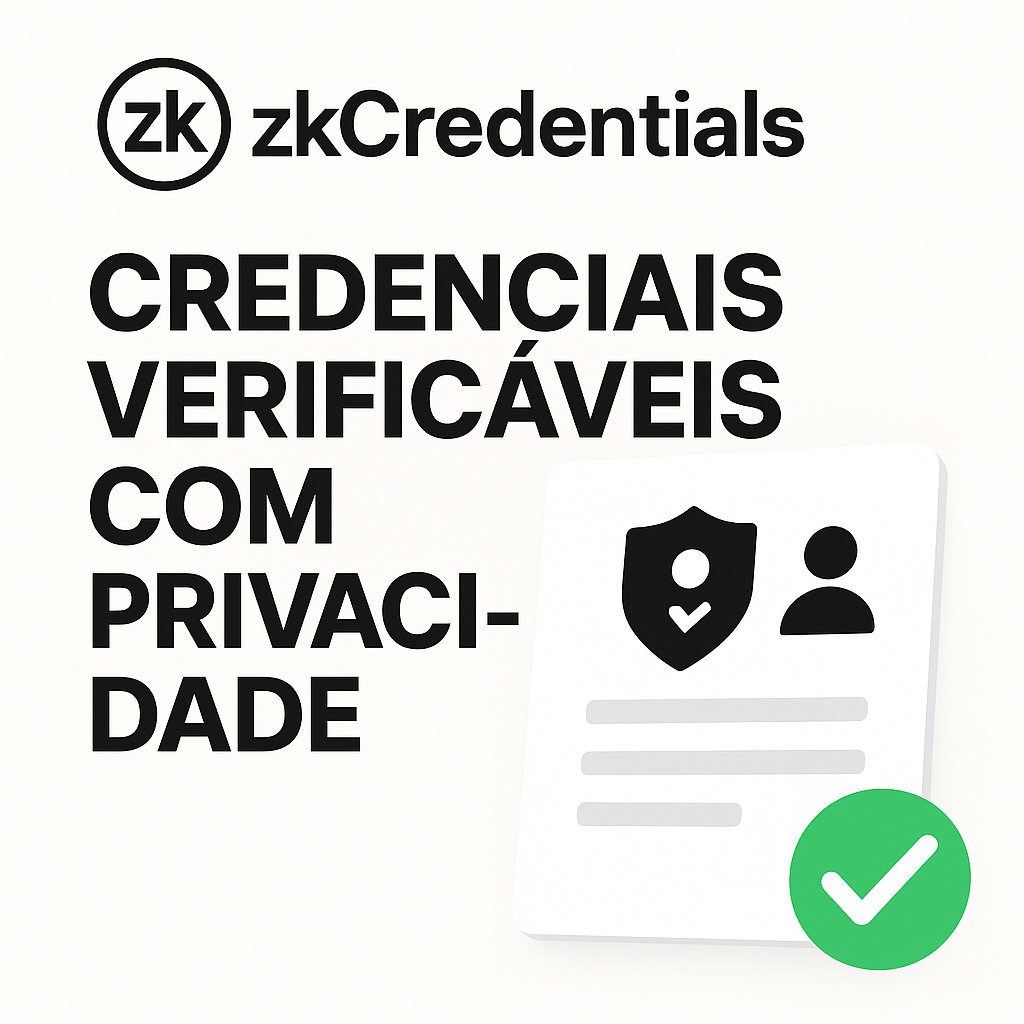 zk zkCredentials
CREDENCIAIS
VERIFICÁVEIS
COM
PRIVACI-
DADE